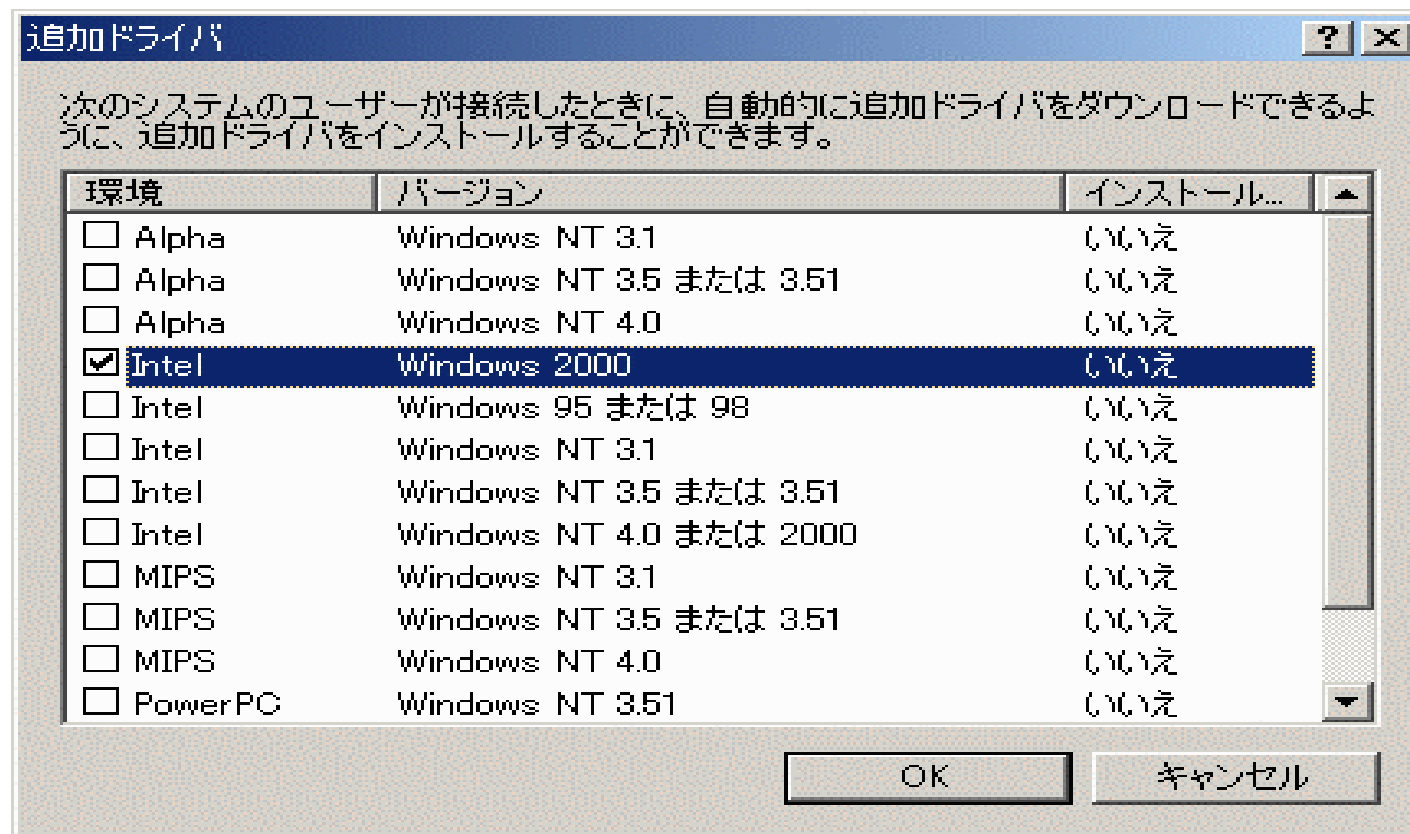 追加ドライバ
次のシステムのユーザーが接続したときに、自動的に追加ドライバをダウンロードできるよ
うに、追加ドライバをインストールすることができます。
環境 バージョン インストール...
Alpha Windows NT 3.1 いいえ
Alpha Windows NT 3.5 または 3.51 いいえ
Alpha Windows NT 4.0 いいえ
Intel Windows 2000 いいえ
Intel Windows 95 または 98 いいえ
Intel Windows NT 3.1 いいえ
Intel Windows NT 3.5 または 3.51 いいえ
Intel Windows NT 4.0 または 2000 いいえ
MIPS Windows NT 3.1 いいえ
MIPS Windows NT 3.5 または 3.51 いいえ
MIPS Windows NT 4.0 いいえ
PowerPC Windows NT 3.51 いいえ
OK キャンセル